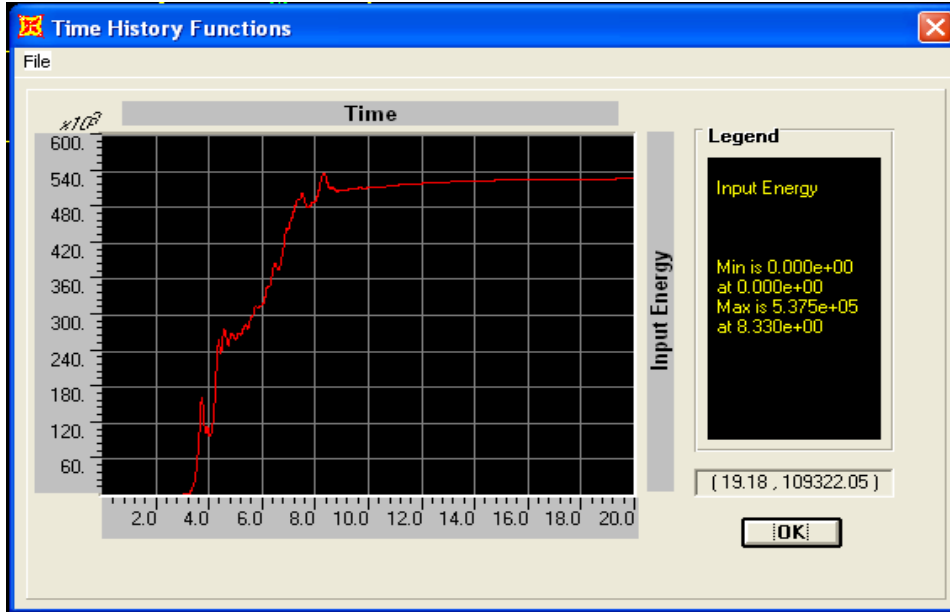 Time History Functions
File
Time
x10³
600.
540.
480.
420.
360.
300.
240.
180.
120.
60.
2.0 4.0 6.0 8.0 10.0 12.0 14.0 16.0 18.0 20.0
Input Energy
Legend
Input Energy
Min is 0.000e+00
at 0.000e+00
Max is 5.375e+05
at 8.330e+00
( 19.18 , 109322.05 )
OK